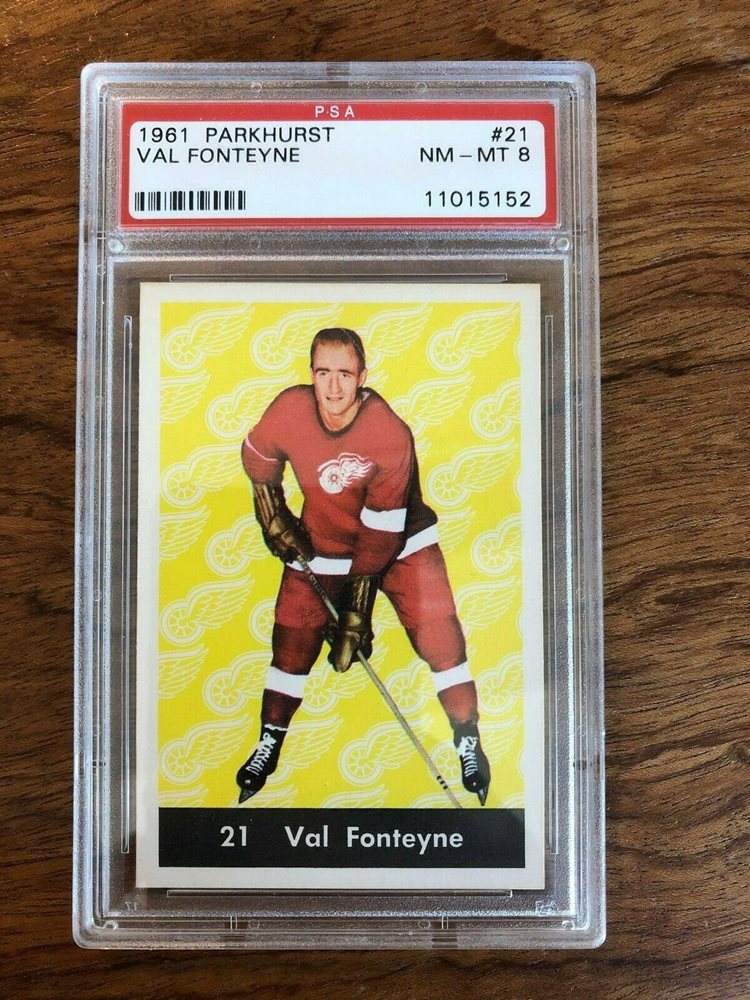 PSA
1961 PARKHURST #21
VAL FONTEYNE NM - MT 8
11015152
21 Val Fonteyne